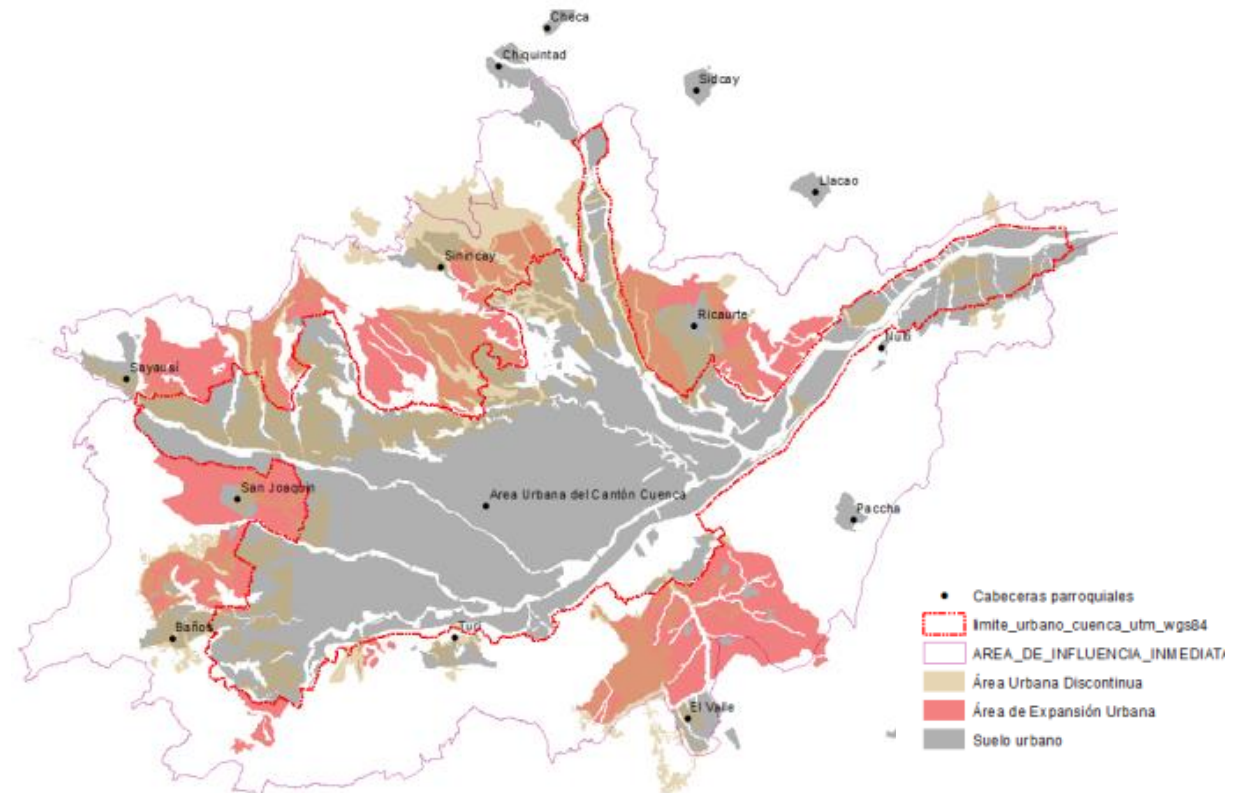 Checa
Chiquintad
Sidcay
Llacao
Sinincay
Ricaurte
Nulti
Sayausí
San Joaquin
Area Urbana del Cantón Cuenca
Paccha
Baños
Turi
El Valle
Cabeceras parroquiales
limite_urbano_cuenca_utm_wgs84
AREA_DE_INFLUENCIA_INMEDIATA
Área Urbana Discontinua
Área de Expansión Urbana
Suelo urbano